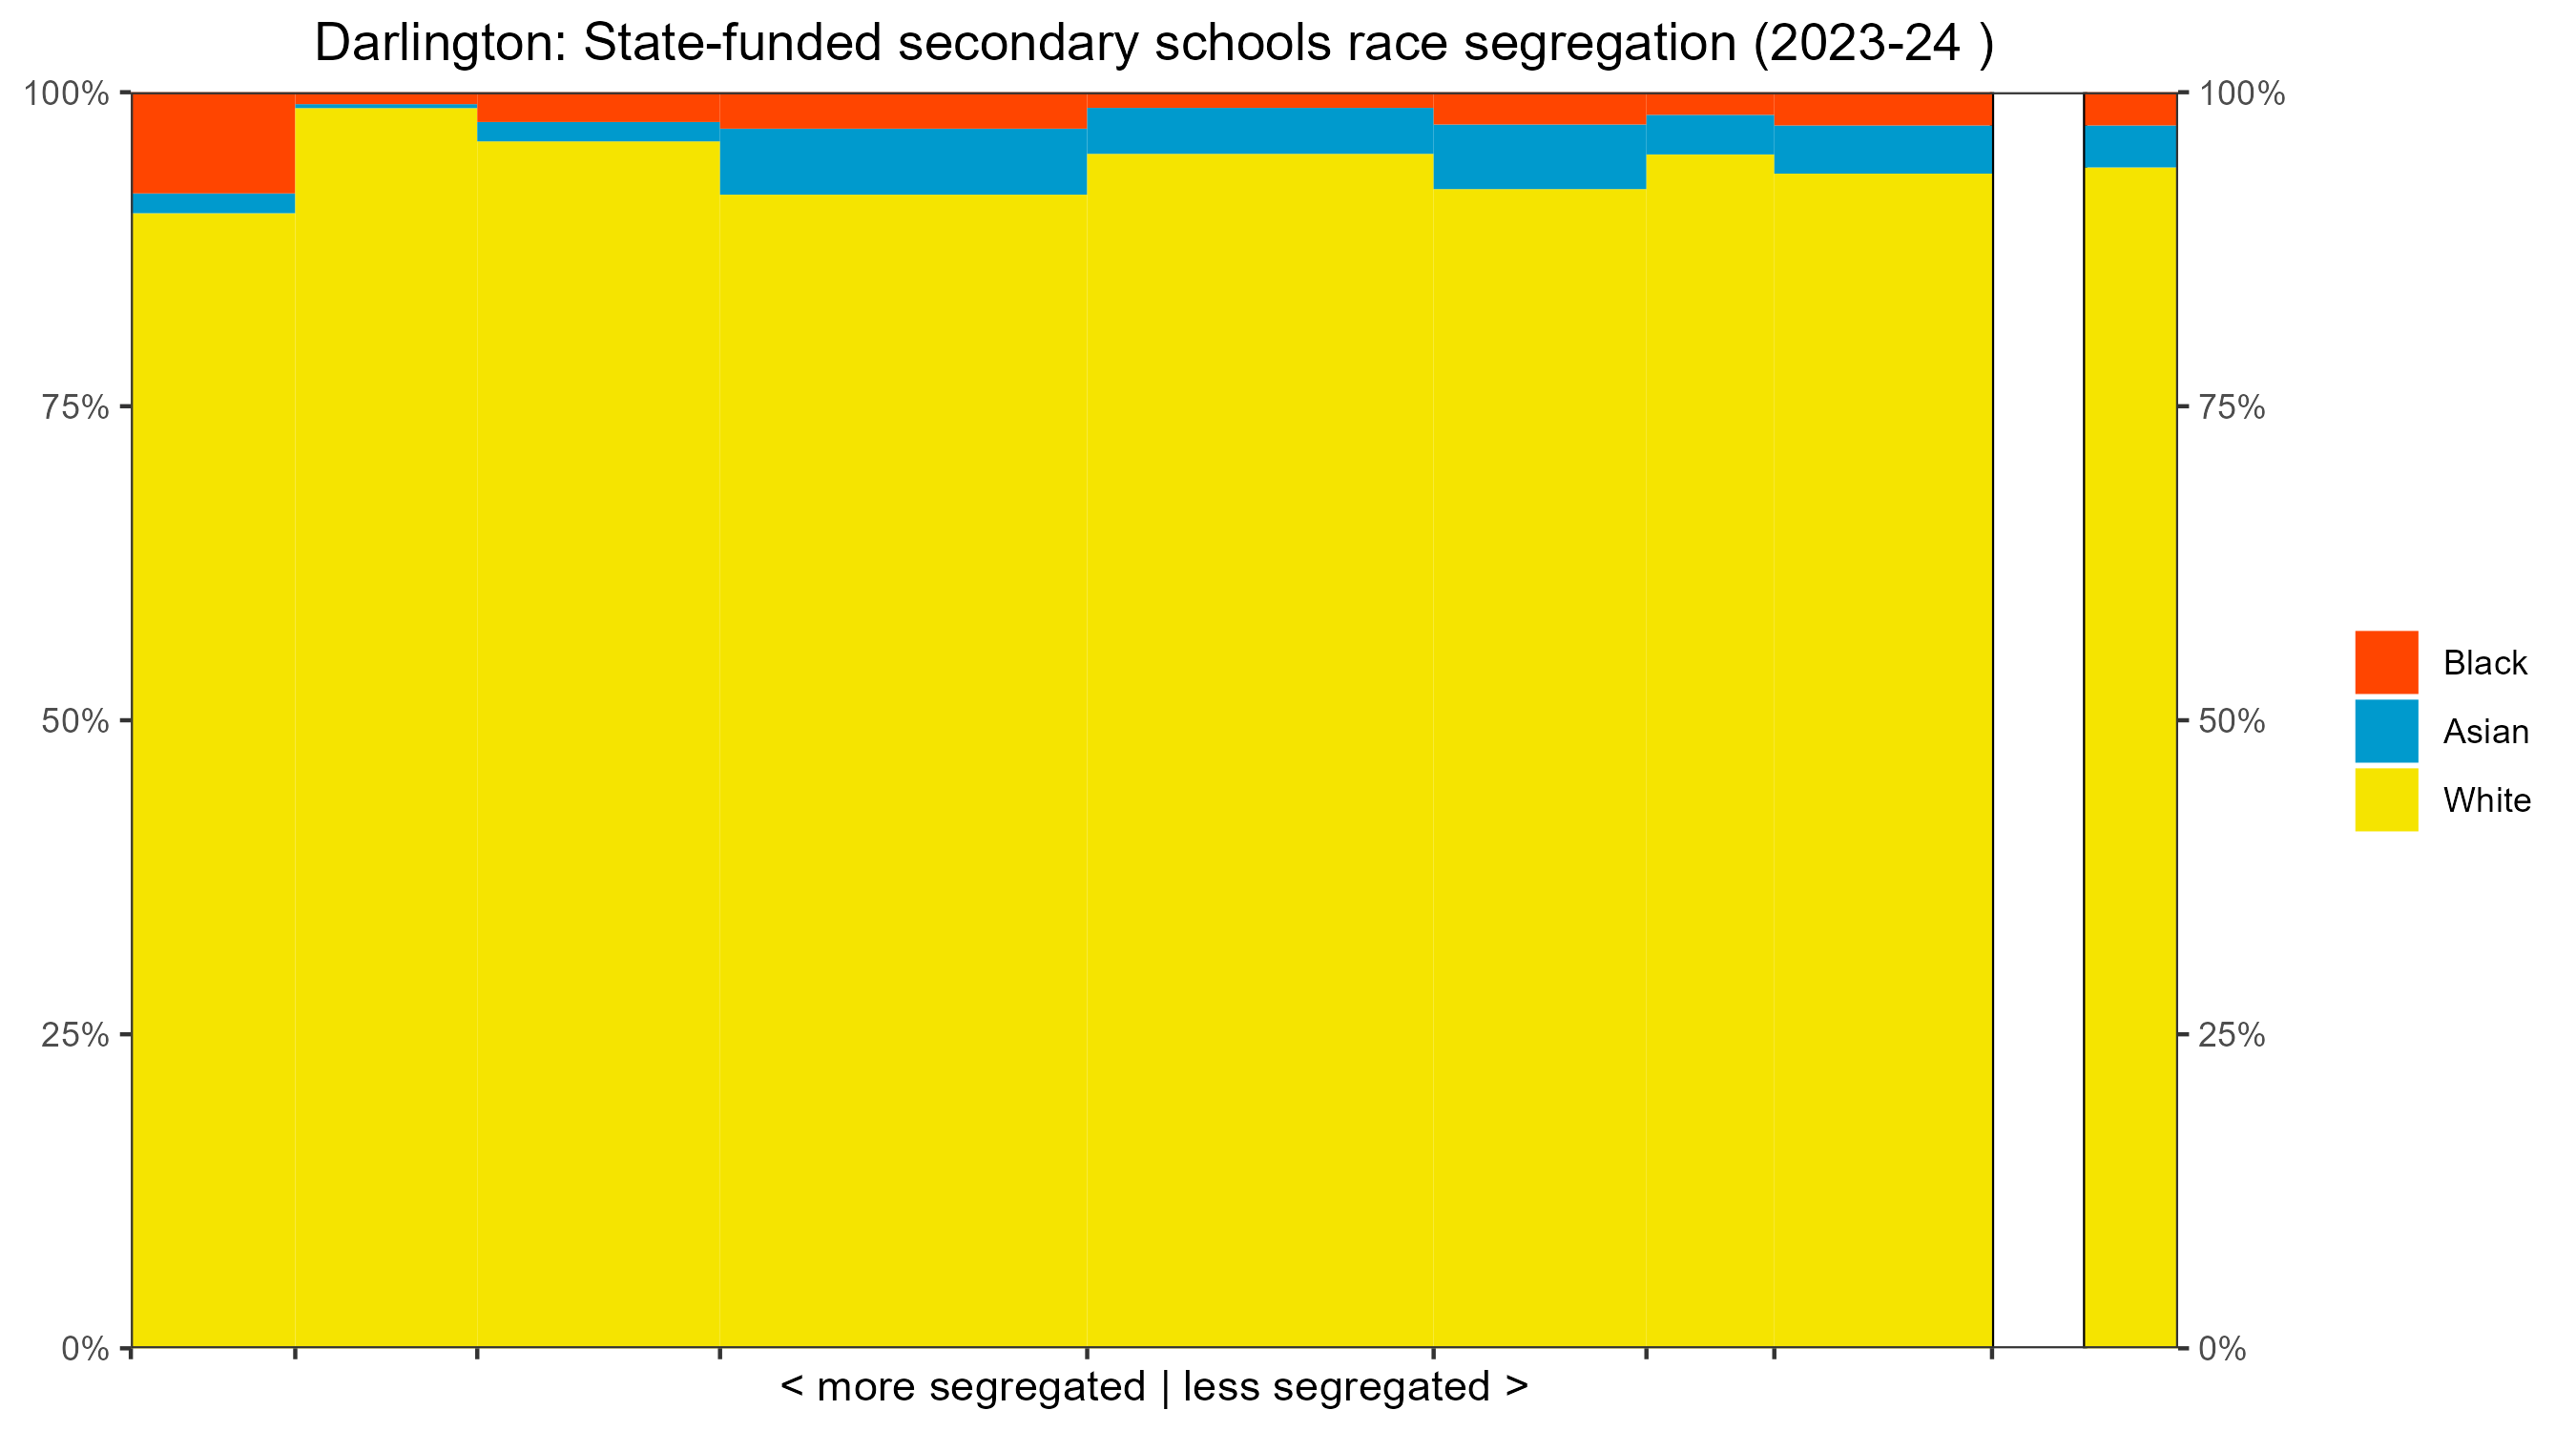 Darlington: State-funded secondary schools race segregation (2023-24 )
100%
75%
50%
25%
0%
100%
75%
50%
25%
0%
Black
Asian
White
< more segregated | less segregated >